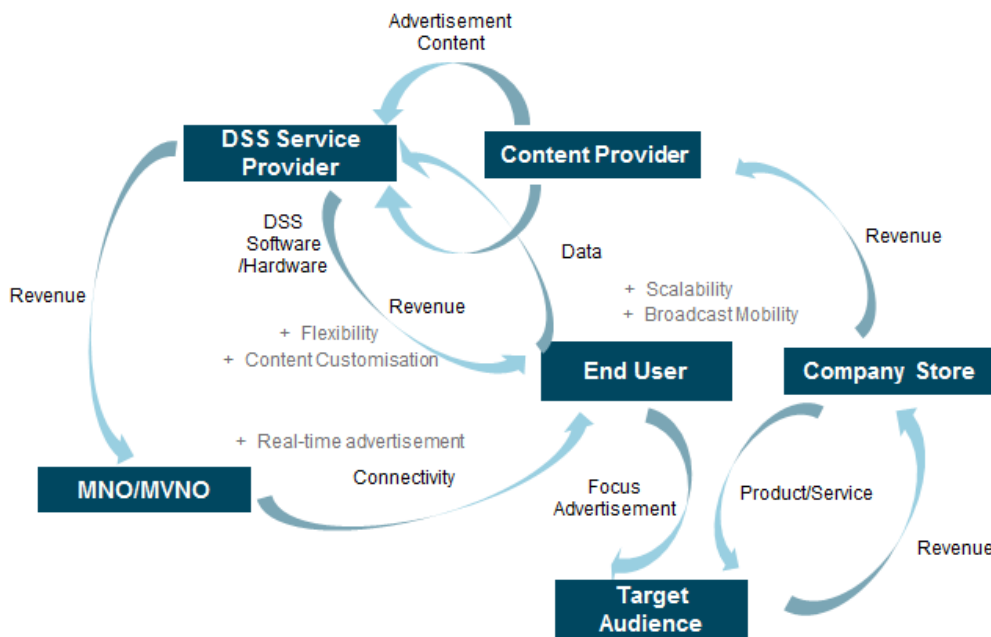 Advertisement
Content
DSS Service
Provider
Content Provider
DSS
Software
/Hardware
Data
Revenue
Revenue
Revenue
+ Scalability
+ Broadcast Mobility
+ Flexibility
+ Content Customisation
End User
Company Store
+ Real-time advertisement
Connectivity
MNO/MVNO
Focus
Advertisement
Product/Service
Revenue
Target
Audience